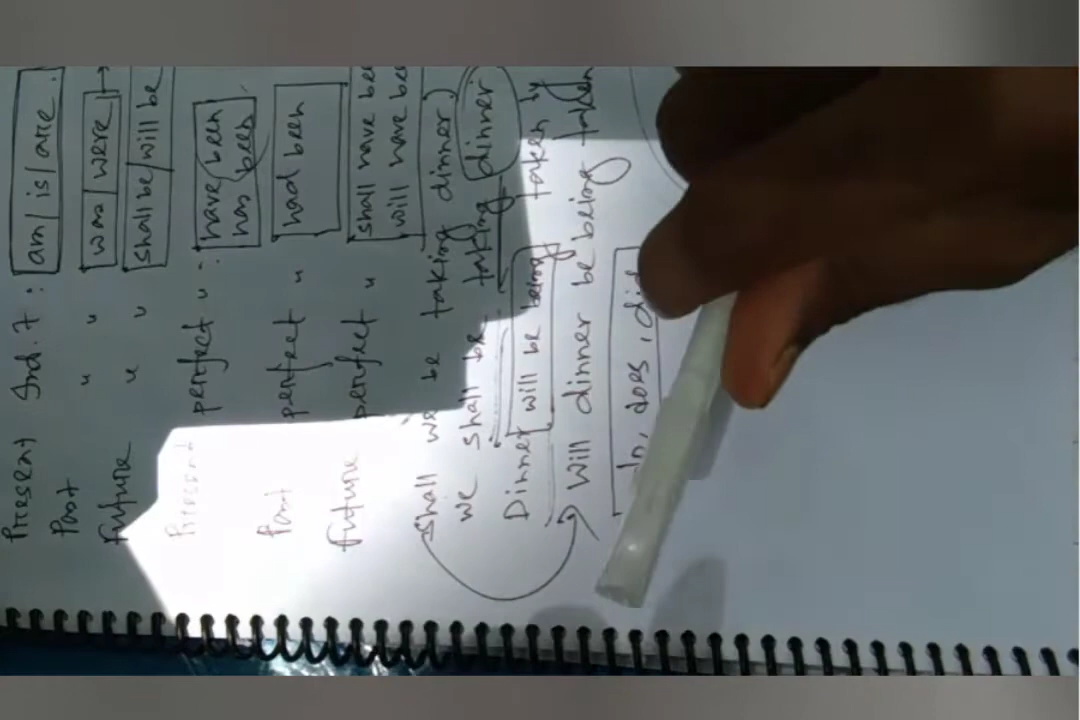 Present Ind. T : am/is/are.
Past " " was/were
Future " " shall be/will be
Present perfect " : have been
has been
Past perfect " had been
Future perfect " shall have bee
will have bee
Shall we be taking dinner)
We shall be taking dinner
Dinner will be being taken by
Will dinner be being taken
do, does, did